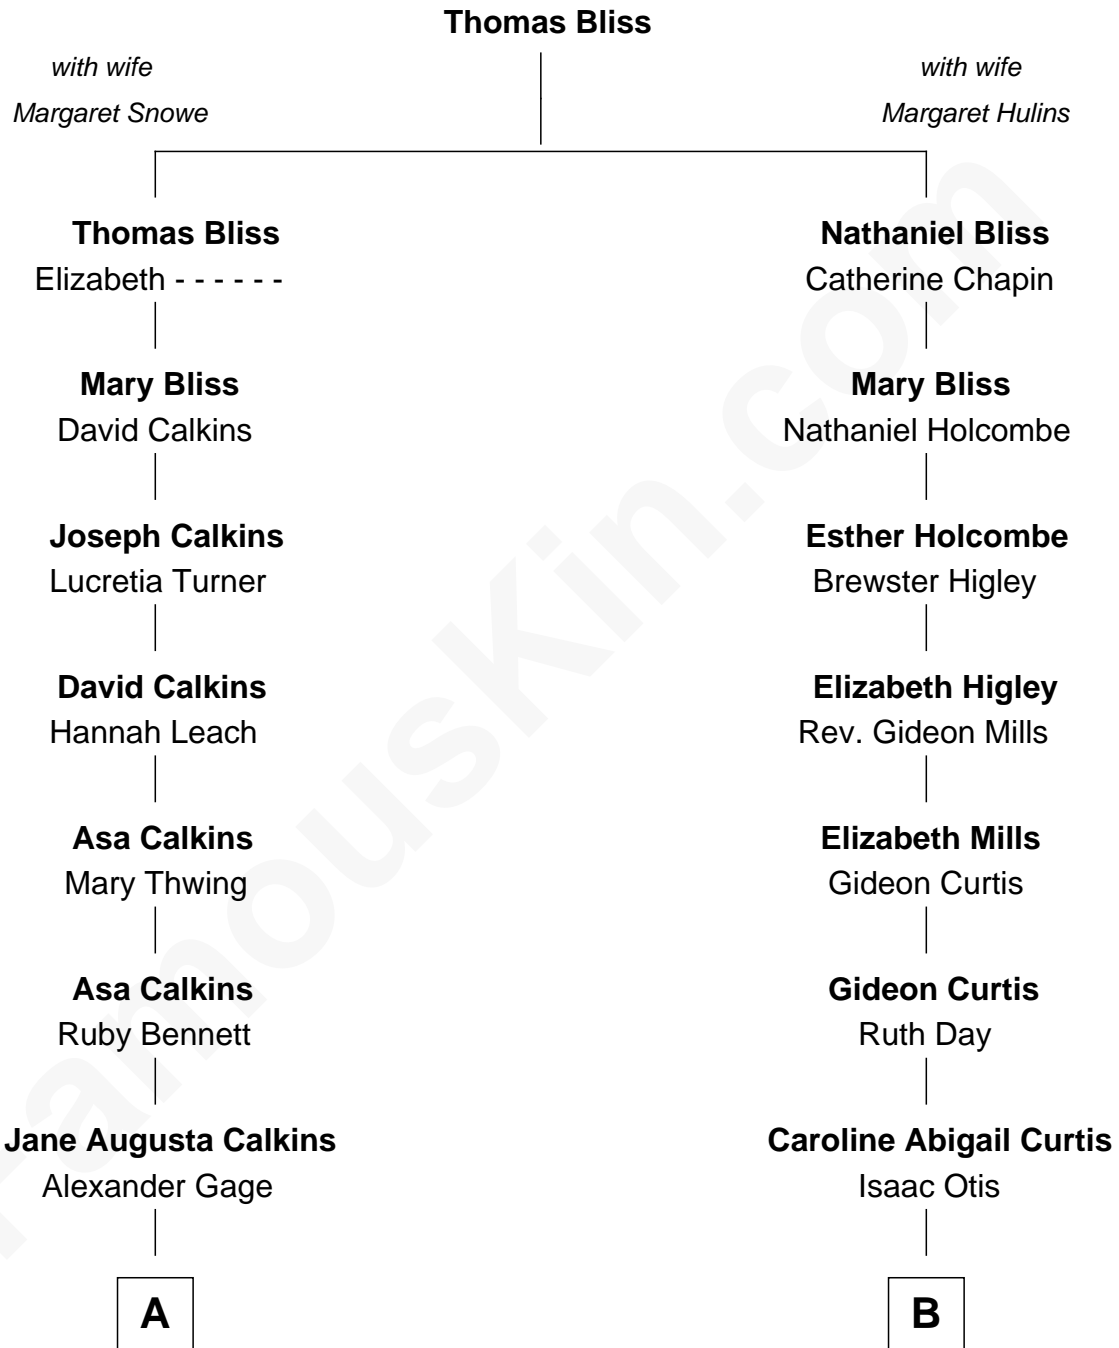 Thomas Bliss
with wife
Margaret Snowe
with wife
Margaret Hulins
Thomas Bliss
Elizabeth - - - - - -
Nathaniel Bliss
Catherine Chapin
Mary Bliss
David Calkins
Mary Bliss
Nathaniel Holcombe
Joseph Calkins
Lucretia Turner
Esther Holcombe
Brewster Higley
David Calkins
Hannah Leach
Elizabeth Higley
Rev. Gideon Mills
Asa Calkins
Mary Thwing
Elizabeth Mills
Gideon Curtis
Asa Calkins
Ruby Bennett
Gideon Curtis
Ruth Day
Jane Augusta Calkins
Alexander Gage
Caroline Abigail Curtis
Isaac Otis
A
B
FamousKin.com